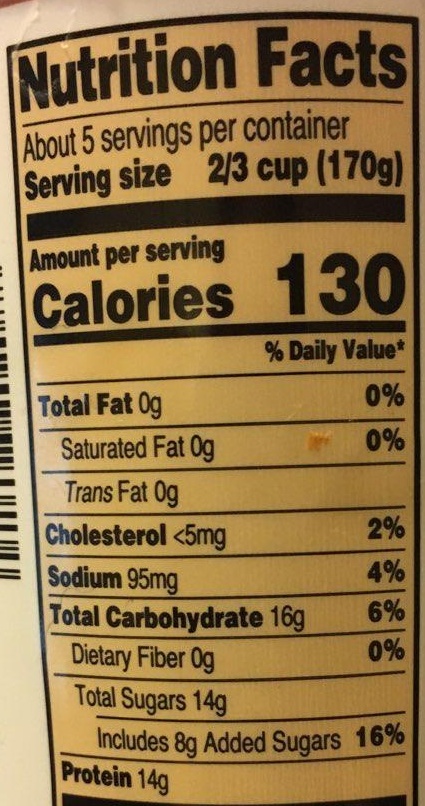 Nutrition Facts
About 5 servings per container
Serving size 2/3 cup (170g)
Amount per serving
Calories 130
% Daily Value*
Total Fat 0g 0%
Saturated Fat 0g 0%
Trans Fat 0g
Cholesterol <5mg 2%
Sodium 95mg 4%
Total Carbohydrate 16g 6%
Dietary Fiber 0g 0%
Total Sugars 14g
Includes 8g Added Sugars 16%
Protein 14g